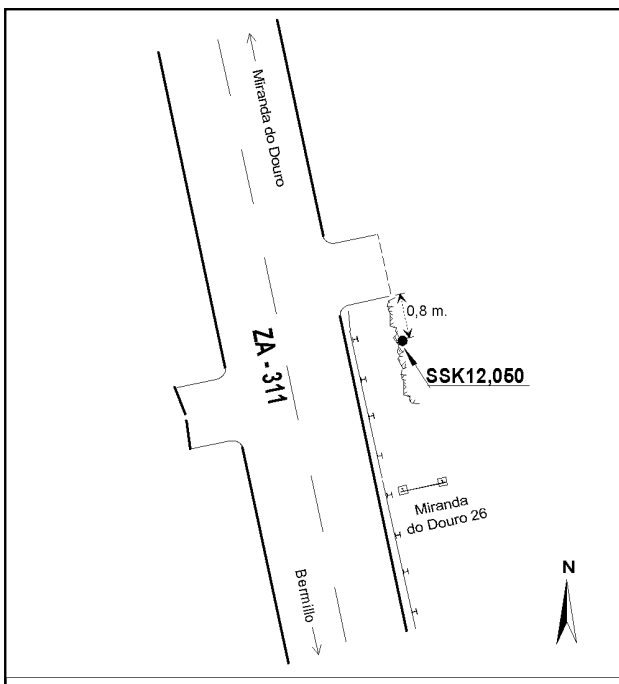 Miranda do Douro
0,8 m.
ZA - 311
SSK12,050
Miranda
do Douro 26
Bermillo
N